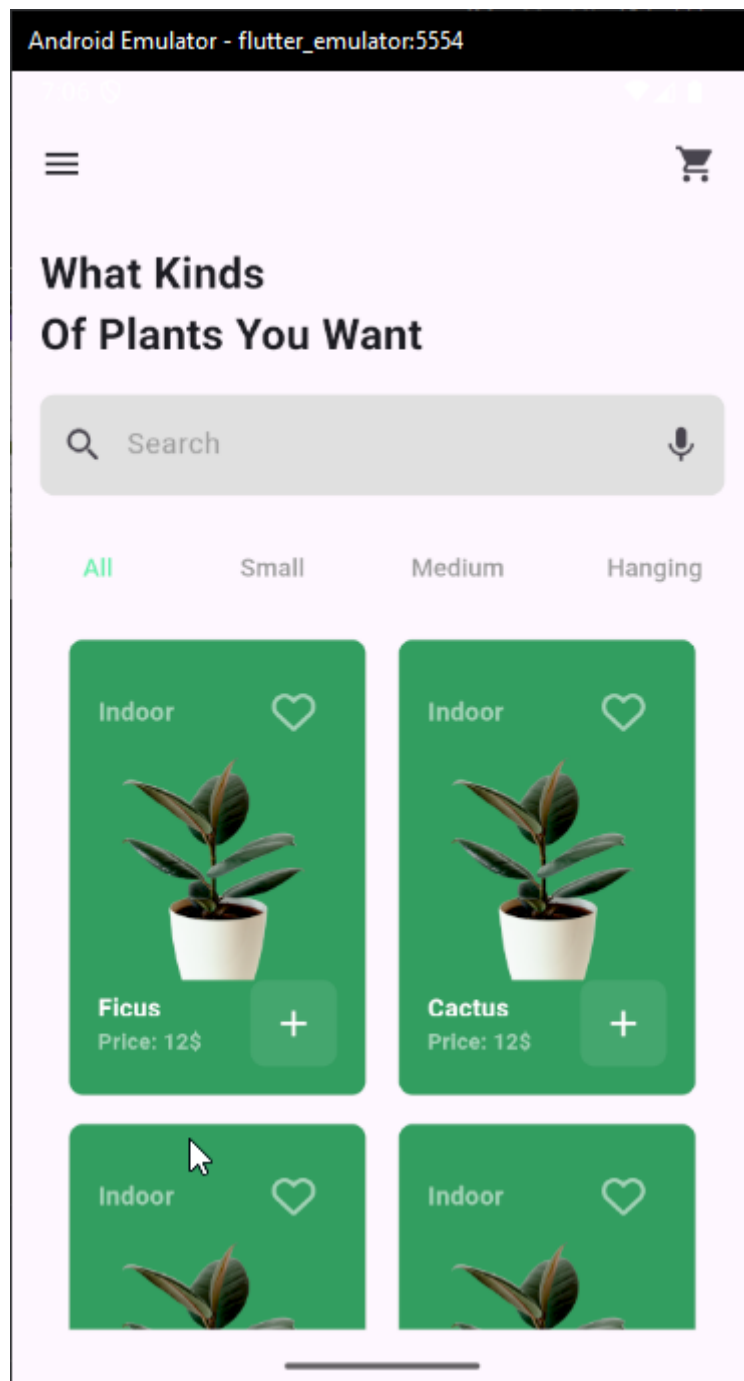 Android Emulator - flutter_emulator:5554
What Kinds
Of Plants You Want
Search
All Small Medium Hanging
Indoor Indoor
Ficus Cactus
Price: 12$ Price: 12$
Indoor Indoor